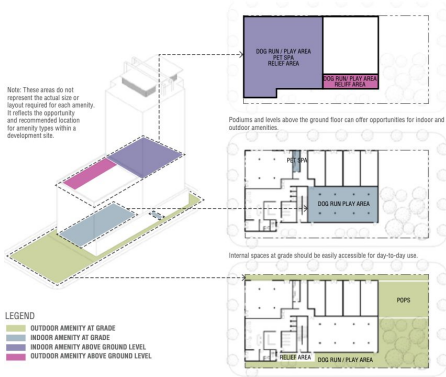 DOG RUN / PLAY AREA
PET SPA
RELIEF AREA
DOG RUN/ PLAY AREA
RELIFF AREA
Note: These areas do not
represent the actual size or
layout required for each amenity.
It reflects the opportunity
and recommended location
for amenity types within a
development site.
Podiums and levels above the ground floor can offer opportunities for indoor and
outdoor amenities.
PET SPA
DOG RUN PLAY AREA
Internal spaces at grade should be easily accessible for day-to-day use.
POPS
RELIEF AREA
DOG RUN / PLAY AREA
LEGEND
OUTDOOR AMENITY AT GRADE
INDOOR AMENITY AT GRADE
INDOOR AMENITY ABOVE GROUND LEVEL
OUTDOOR AMENITY ABOVE GROUND LEVEL